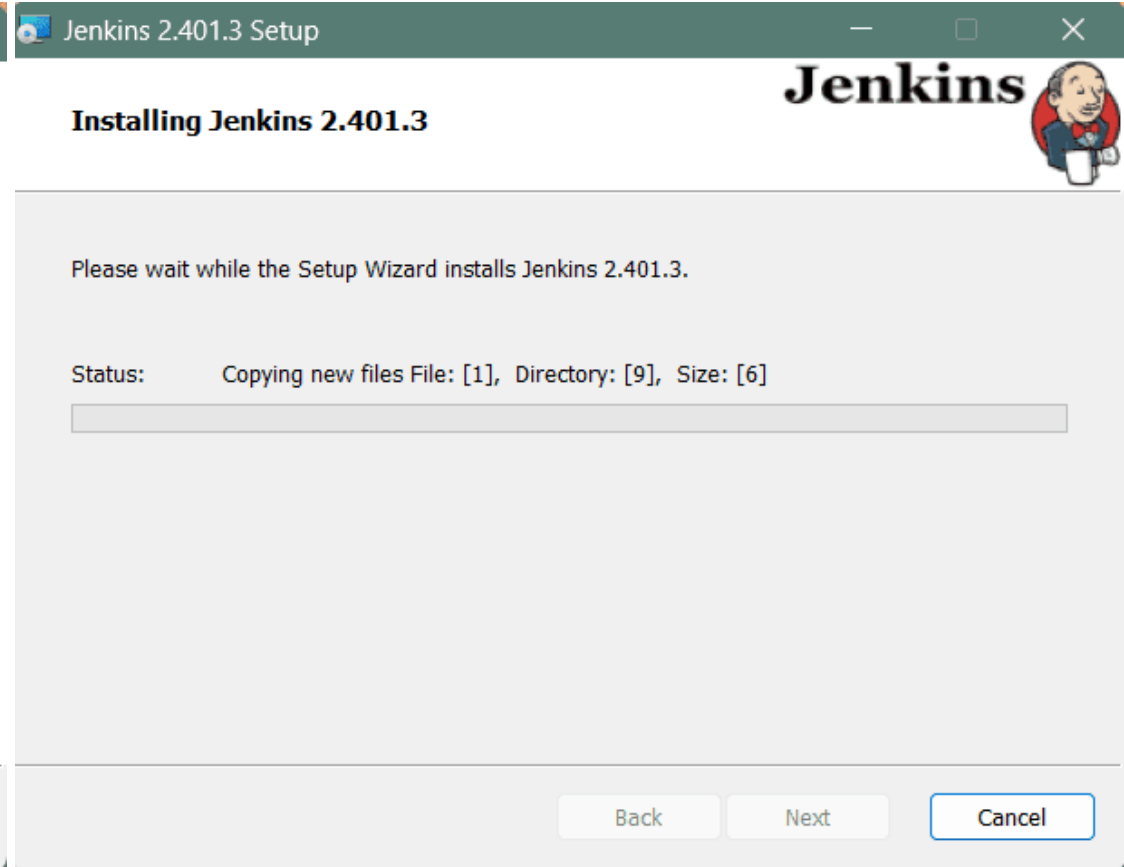 Jenkins 2.401.3 Setup
Jenkins
Installing Jenkins 2.401.3
Please wait while the Setup Wizard installs Jenkins 2.401.3.
Status: Copying new files File: [1], Directory: [9], Size: [6]
Back Next Cancel